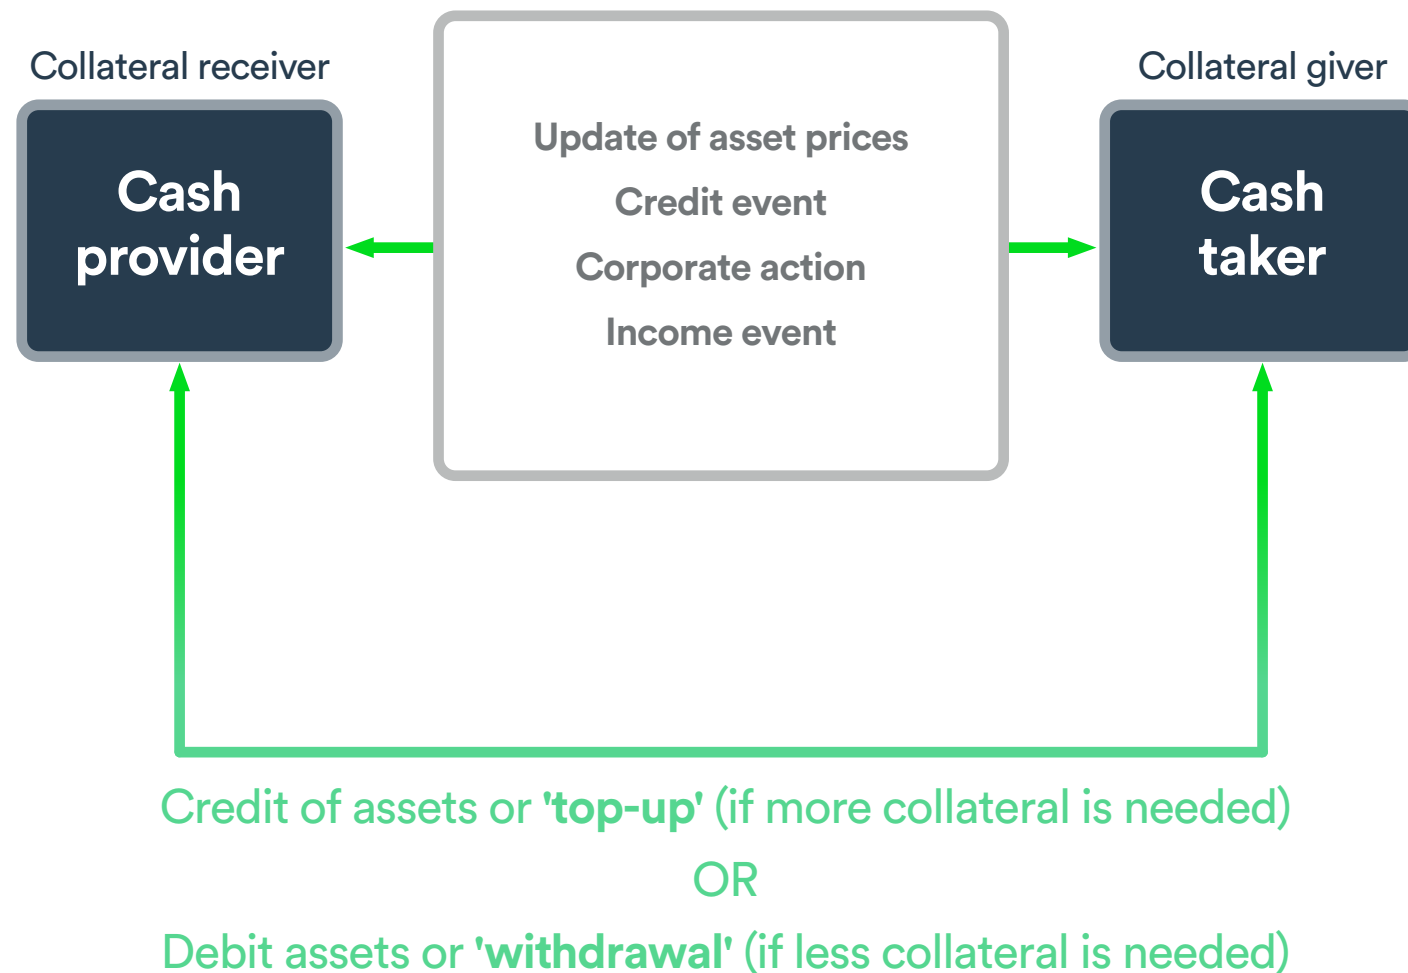 Collateral receiver
Cash
provider
Update of asset prices
Credit event
Corporate action
Income event
Collateral giver
Cash
taker
Credit of assets or 'top-up' (if more collateral is needed)
OR
Debit assets or 'withdrawal' (if less collateral is needed)